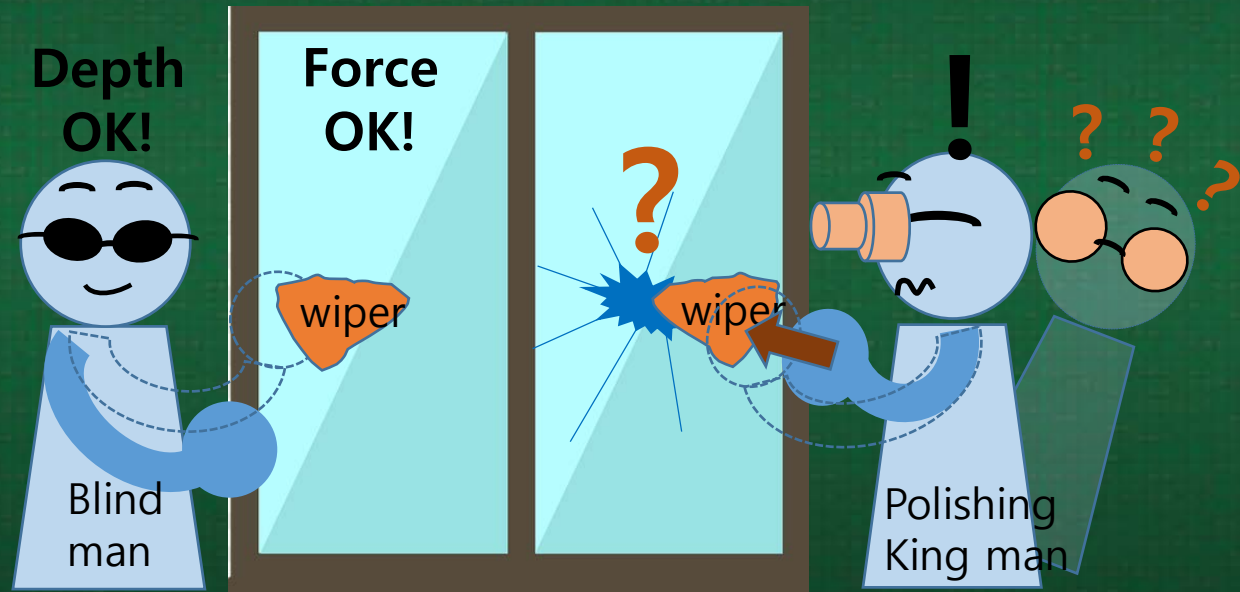 Depth
OK!
Force
OK!
?
!
? ? ?
wiper
wiper
Blind
man
Polishing
King man